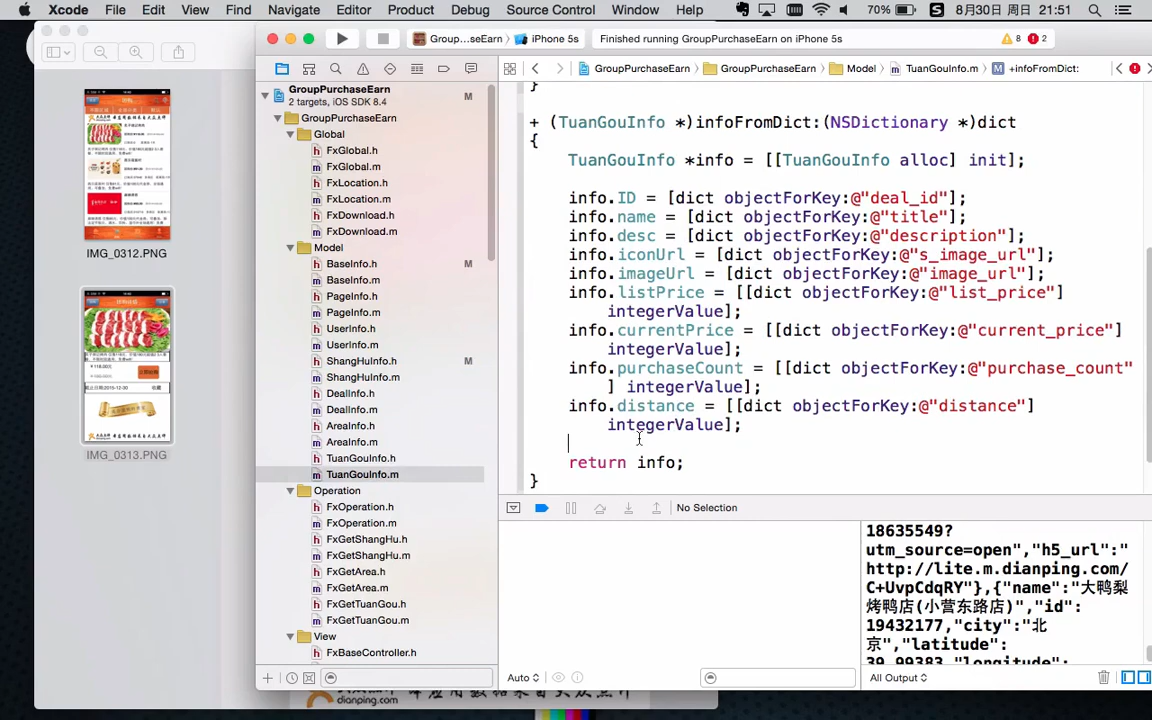 Xcode File Edit View Find Navigate Editor Product Debug Source Control Window Help 70% 8月30日 周日 21:51
Group...seEarn iPhone 5s Finished running GroupPurchaseEarn on iPhone 5s 8 2
GroupPurchaseEarn GroupPurchaseEarn Model TuanGouInfo.m M +infoFromDict:
IMG_0312.PNG
IMG_0313.PNG
GroupPurchaseEarn M
2 targets, iOS SDK 8.4
GroupPurchaseEarn
Global
h FxGlobal.h
m FxGlobal.m
h FxLocation.h
m FxLocation.m
h FxDownload.h
m FxDownload.m
Model
h BaseInfo.h M
m BaseInfo.m
h PageInfo.h
m PageInfo.m
h UserInfo.h
m UserInfo.m
h ShangHuInfo.h M
m ShangHuInfo.m
h DealInfo.h
m DealInfo.m
h AreaInfo.h
m AreaInfo.m
h TuanGouInfo.h
m TuanGouInfo.m
Operation
h FxOperation.h
m FxOperation.m
h FxGetShangHu.h
m FxGetShangHu.m
h FxGetArea.h
m FxGetArea.m
h FxGetTuanGou.h
m FxGetTuanGou.m
View
h FxBaseController.h
}
+ (TuanGouInfo *)infoFromDict:(NSDictionary *)dict
{
TuanGouInfo *info = [[TuanGouInfo alloc] init];
info.ID = [dict objectForKey:@"deal_id"];
info.name = [dict objectForKey:@"title"];
info.desc = [dict objectForKey:@"description"];
info.iconUrl = [dict objectForKey:@"s_image_url"];
info.imageUrl = [dict objectForKey:@"image_url"];
info.listPrice = [[dict objectForKey:@"list_price"]
integerValue];
info.currentPrice = [[dict objectForKey:@"current_price"]
integerValue];
info.purchaseCount = [[dict objectForKey:@"purchase_count"
] integerValue];
info.distance = [[dict objectForKey:@"distance"]
integerValue];
return info;
}
No Selection
18635549?
utm_source=open","h5_url":"
http://lite.m.dianping.com/
C+UvpCdqRY"},{"name":"大鸭梨
烤鸭店(小营东路店)","id":
19432177,"city":"北
京","latitude":
39.99383,"longitude":
Auto All Output
dianping.com